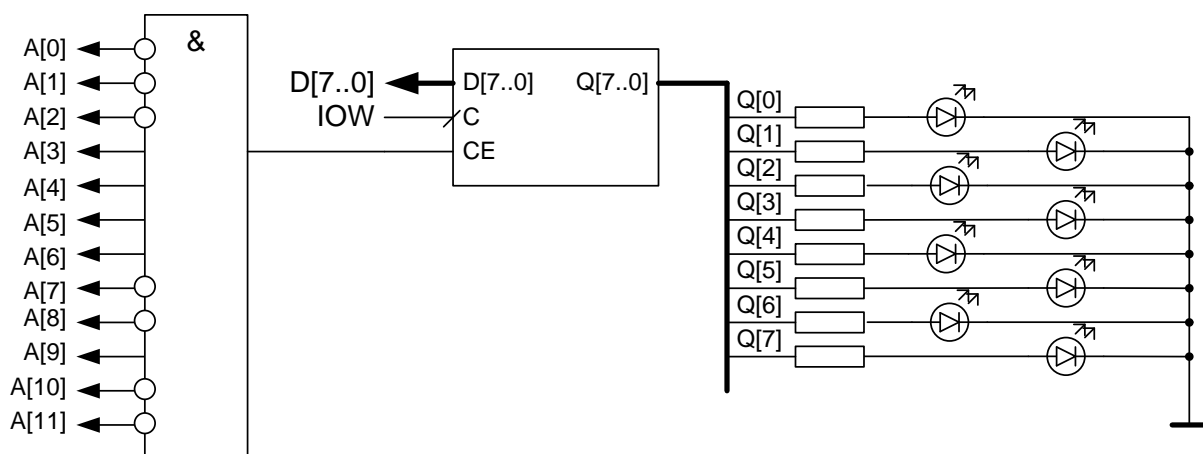 A[0]
A[1]
A[2]
A[3]
A[4]
A[5]
A[6]
A[7]
A[8]
A[9]
A[10]
A[11]
&
D[7..0]
IOW
D[7..0] Q[7..0]
C
CE
Q[0]
Q[1]
Q[2]
Q[3]
Q[4]
Q[5]
Q[6]
Q[7]